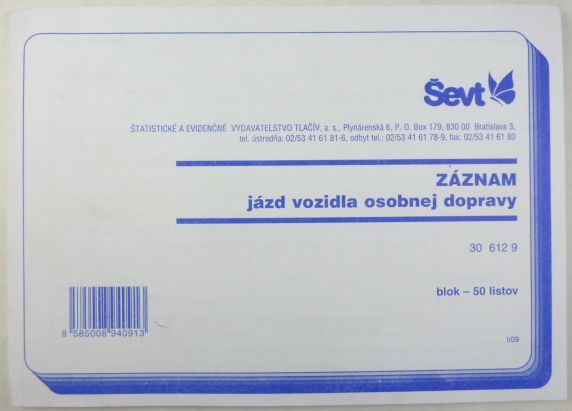 Ševt
ŠTATISTICKÉ A EVIDENČNÉ VYDAVATELSTVO TLAČÍV, a. s., Plynárenská 6, P. O. Box 179, 830 00 Bratislava 3,
tel. ústredňa: 02/53 41 61 81-6, odbyt tel.: 02/53 41 61 78-9, fax: 02/53 41 61 80
ZÁZNAM
jázd vozidla osobnej dopravy
30 612 9
blok – 50 listov
8 585008 940913
I/09